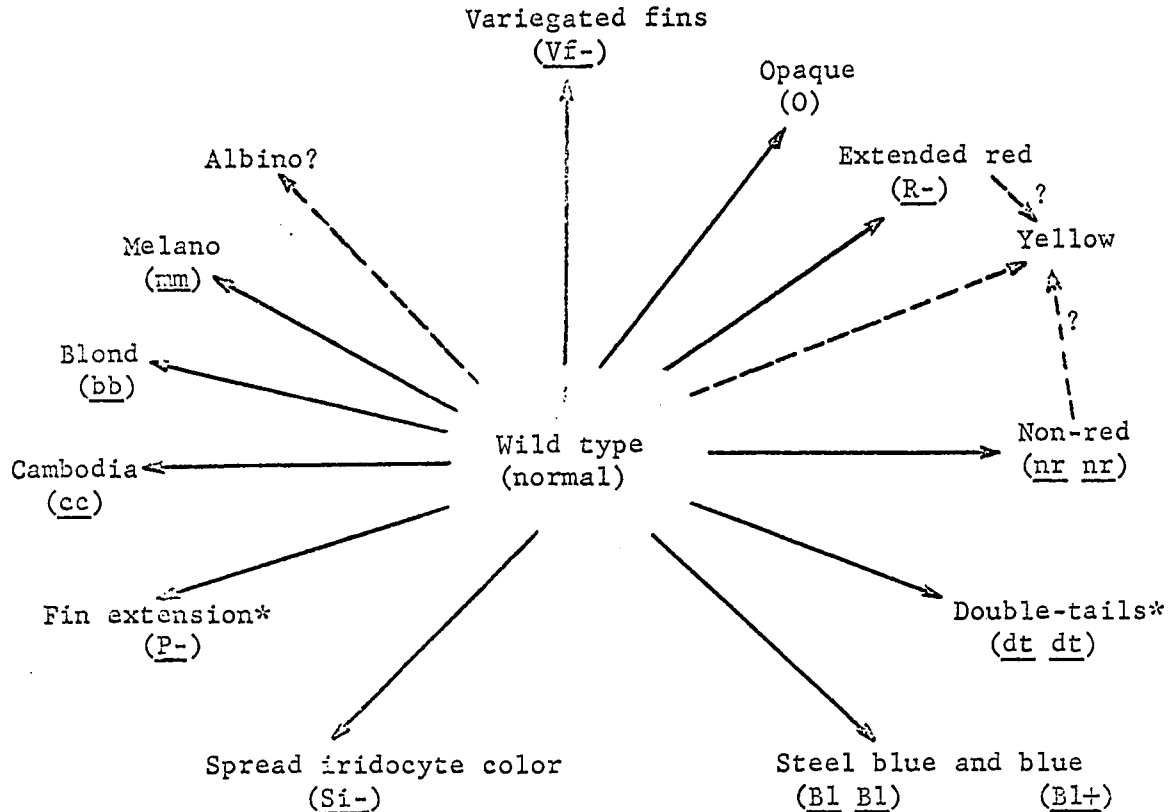 Variegated fins
(Vf-)
Opaque
(O)
Albino?
Extended red
(R-)
?
Yellow
Melano
(mm)
?
Blond
(bb)
Wild type
(normal)
Non-red
(nr nr)
Cambodia
(cc)
Fin extension*
(P-)
Double-tails*
(dt dt)
Spread iridocyte color
(Si-)
Steel blue and blue
(Bl Bl) (Bl+)